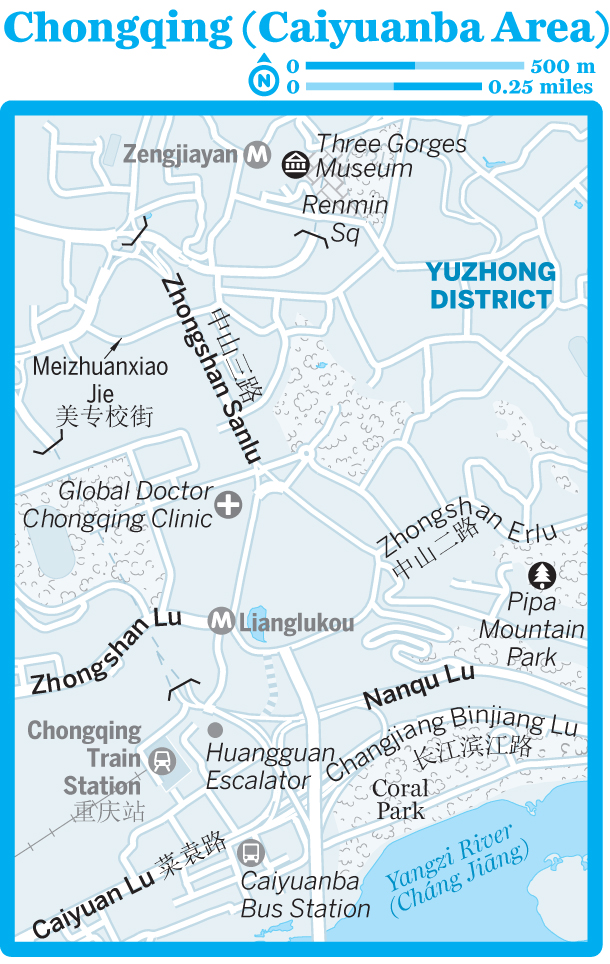 Chongqing (Caiyuanba Area)
N
0 500 m
0 0.25 miles
Zengjiayan M
Three Gorges
Museum
Renmin
Sq
YUZHONG
DISTRICT
Zhongshan Sanlu
中山三路
Meizhuanxiao
Jie
美专校街
Global Doctor
Chongqing Clinic
Zhongshan Erlu
中山二路
Pipa
Mountain
Park
M Lianglukou
Zhongshan Lu
Nanqu Lu
Changjiang Binjiang Lu
长江滨江路
Chongqing
Train
Station
重庆站
Huangguan
Escalator
Coral
Park
Yangzi River
(Cháng Jiāng)
Caiyuan Lu 菜袁路
Caiyuanba
Bus Station